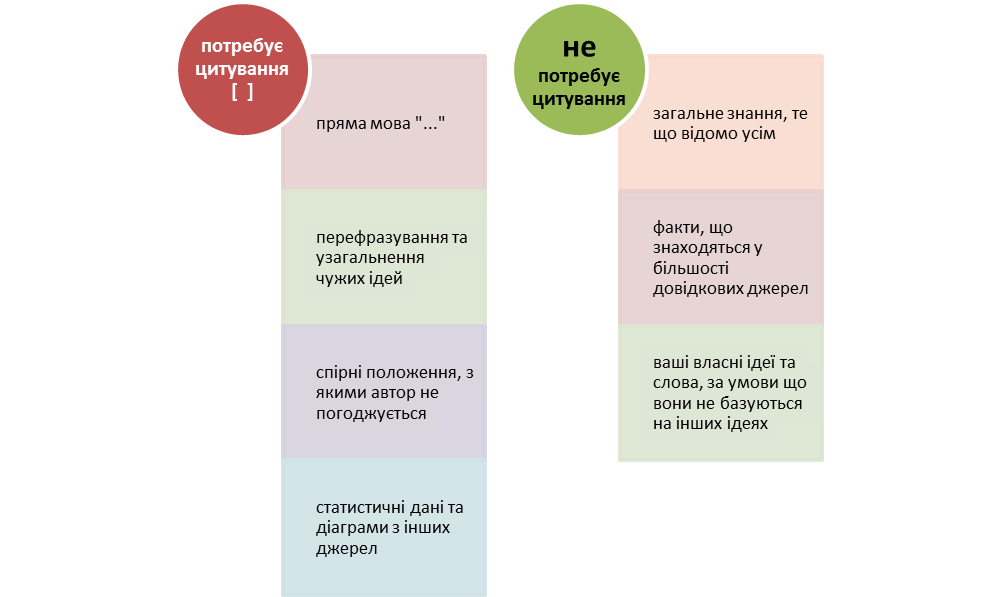 потребує
цитування
[ ]
пряма мова "..."
перефразування та
узагальнення
чужих ідей
спірні положення, з
якими автор не
погоджується
статистичні дані та
діаграми з інших
джерел
не
потребує
цитування
загальне знання, те
що відомо усім
факти, що
знаходяться у
більшості
довідкових джерел
ваші власні ідеї та
слова, за умови що
вони не базуються
на інших ідеях